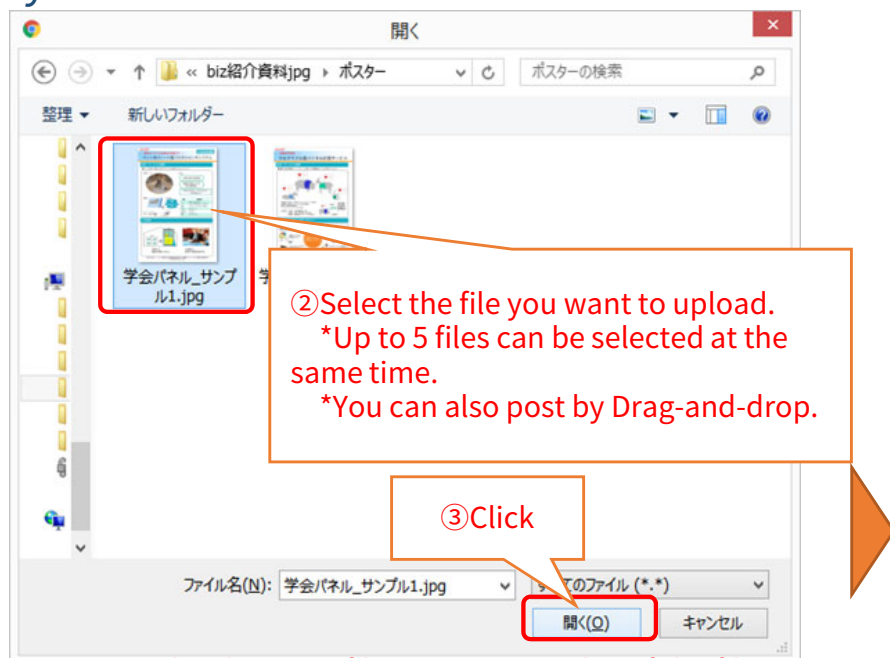 開く
« biz紹介資料jpg ▸ ポスター
ポスターの検索
整理 ▼
新しいフォルダー
学会パネル_サンプ
ル1.jpg
学
②Select the file you want to upload.
*Up to 5 files can be selected at the
same time.
*You can also post by Drag-and-drop.
③Click
ファイル名(N):
学会パネル_サンプル1.jpg
てのファイル (*.*)
開く(O)
キャンセル